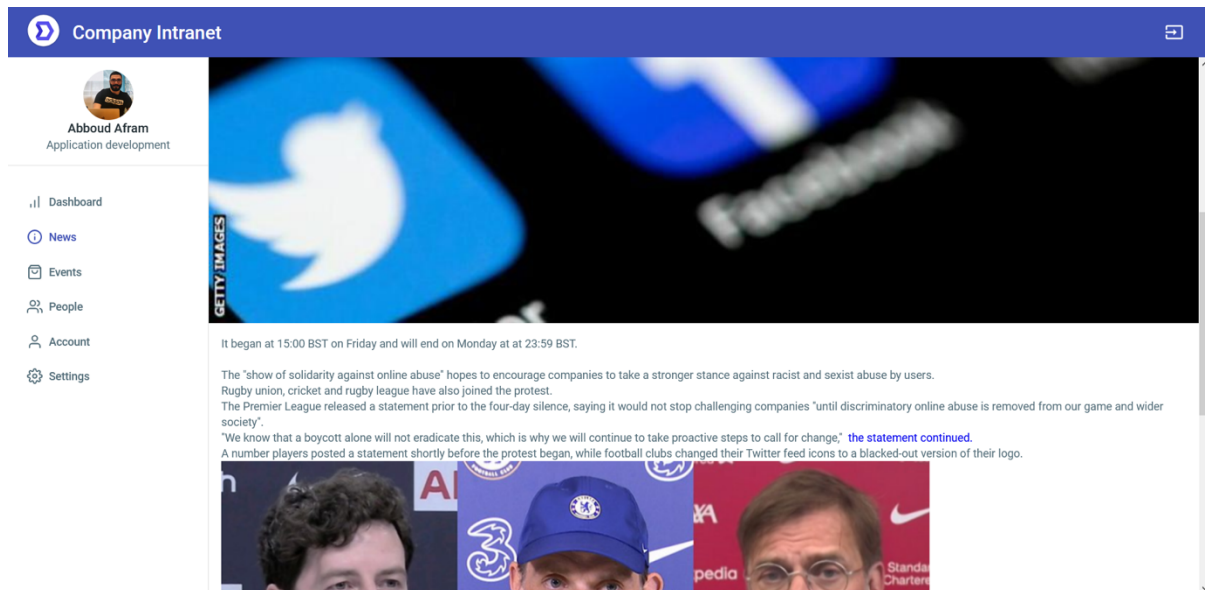 Company Intranet
Abboud Afram
Application development
Dashboard
News
Events
People
Account
Settings
Facebook
GETTY IMAGES
It began at 15:00 BST on Friday and will end on Monday at at 23:59 BST.
The "show of solidarity against online abuse" hopes to encourage companies to take a stronger stance against racist and sexist abuse by users.
Rugby union, cricket and rugby league have also joined the protest.
The Premier League released a statement prior to the four-day silence, saying it would not stop challenging companies "until discriminatory online abuse is removed from our game and wider
society".
"We know that a boycott alone will not eradicate this, which is why we will continue to take proactive steps to call for change," the statement continued.
A number players posted a statement shortly before the protest began, while football clubs changed their Twitter feed icons to a blacked-out version of their logo.
FOOTBALL CLUB
3
pedia
Standa
Chartere